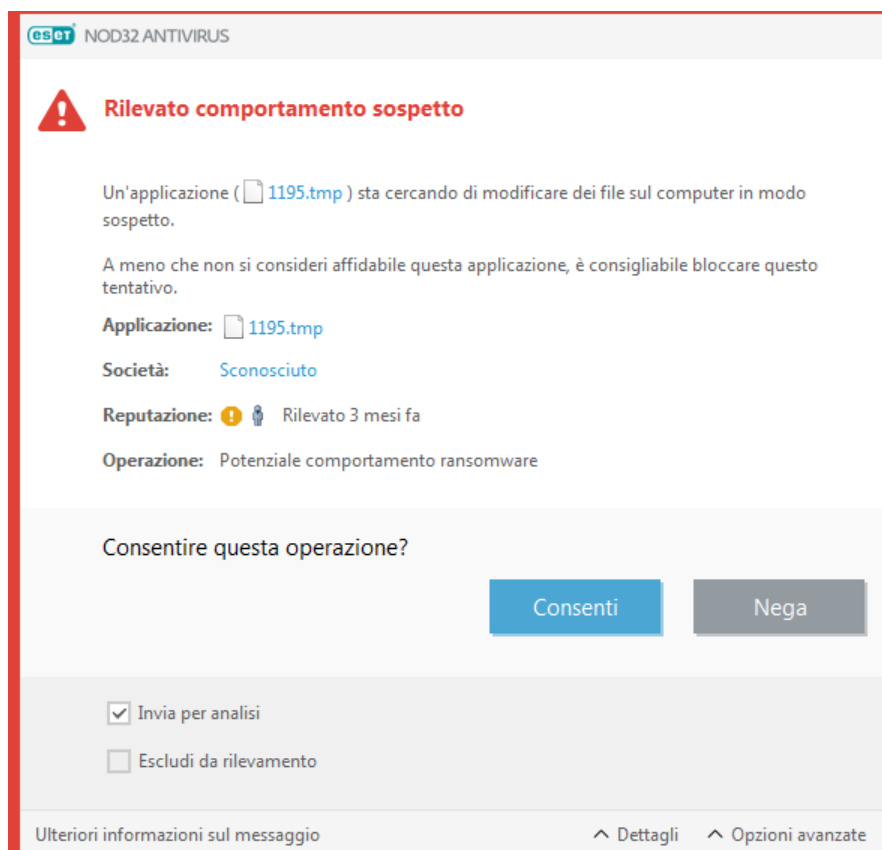 eseT NOD32 ANTIVIRUS
Rilevato comportamento sospetto
Un'applicazione ( 1195.tmp ) sta cercando di modificare dei file sul computer in modo
sospetto.
A meno che non si consideri affidabile questa applicazione, è consigliabile bloccare questo
tentativo.
Applicazione: 1195.tmp
Società: Sconosciuto
Reputazione: Rilevato 3 mesi fa
Operazione: Potenziale comportamento ransomware
Consentire questa operazione?
Consenti Nega
Invia per analisi
Escludi da rilevamento
Ulteriori informazioni sul messaggio Dettagli Opzioni avanzate